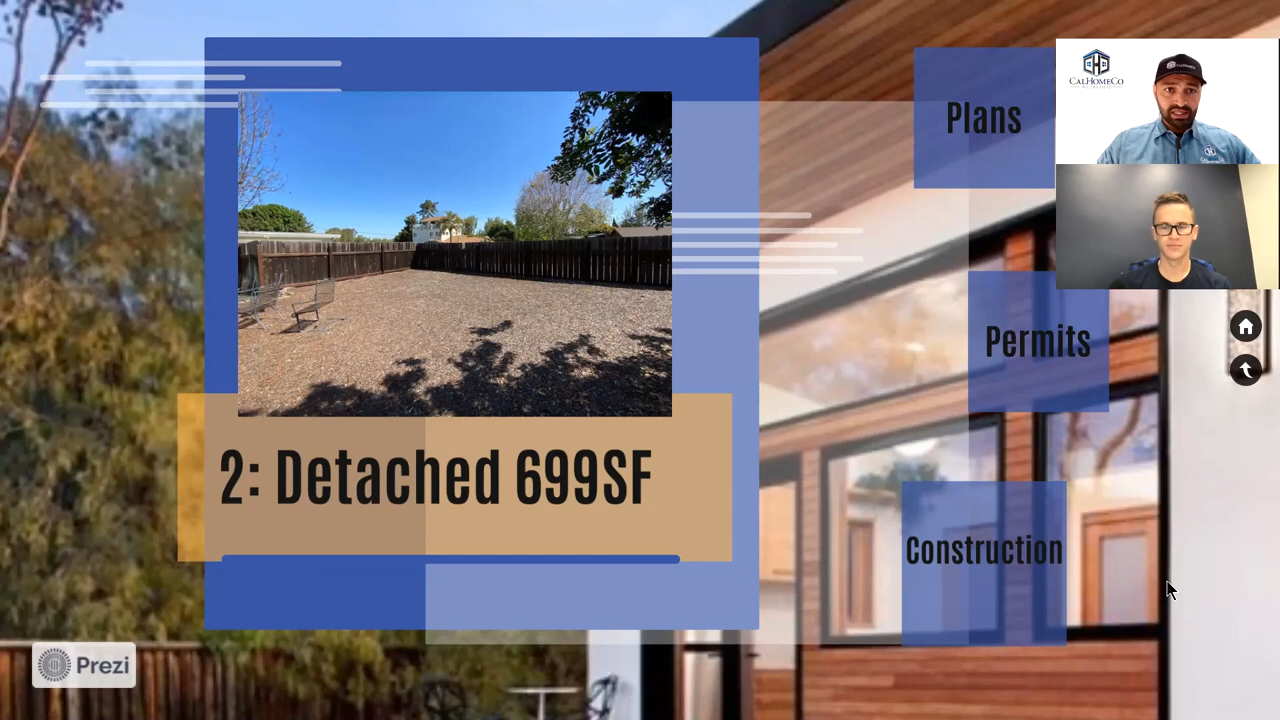 2: Detached 699SF
Plans
Permits
Construction
CalHomeCo
Prezi